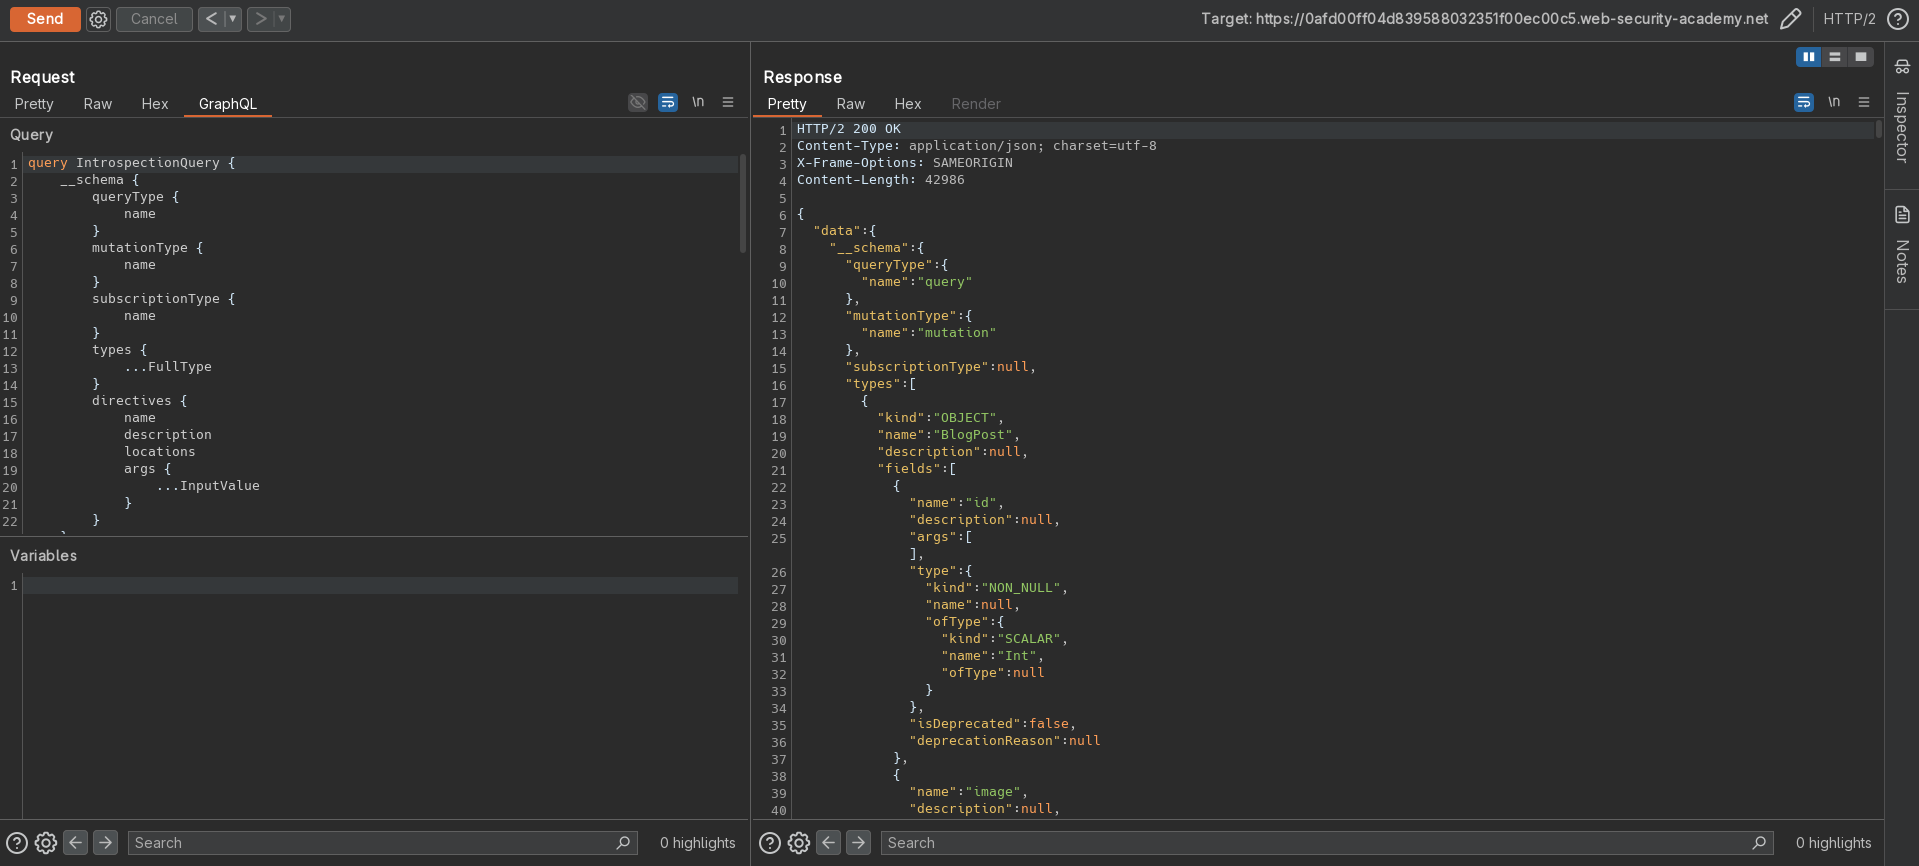 Send
Cancel
Target: https://0afd00ff04d839588032351f00ec00c5.web-security-academy.net
HTTP/2
Request
Pretty Raw Hex GraphQL
\n
Query
1 query IntrospectionQuery {
2 __schema {
3 queryType {
4 name
5 }
6 mutationType {
7 name
8 }
9 subscriptionType {
10 name
11 }
12 types {
13 ...FullType
14 }
15 directives {
16 name
17 description
18 locations
19 args {
20 ...InputValue
21 }
22 }
Variables
1
Search
0 highlights
Response
Pretty Raw Hex Render
\n
1 HTTP/2 200 OK
2 Content-Type: application/json; charset=utf-8
3 X-Frame-Options: SAMEORIGIN
4 Content-Length: 42986
5
6 {
7 "data":{
8 "__schema":{
9 "queryType":{
10 "name":"query"
11 },
12 "mutationType":{
13 "name":"mutation"
14 },
15 "subscriptionType":null,
16 "types":[
17 {
18 "kind":"OBJECT",
19 "name":"BlogPost",
20 "description":null,
21 "fields":[
22 {
23 "name":"id",
24 "description":null,
25 "args":[
],
26 "type":{
27 "kind":"NON_NULL",
28 "name":null,
29 "ofType":{
30 "kind":"SCALAR",
31 "name":"Int",
32 "ofType":null
33 }
34 },
35 "isDeprecated":false,
36 "deprecationReason":null
37 },
38 {
39 "name":"image",
40 "description":null,
Search
0 highlights
Inspector
Notes